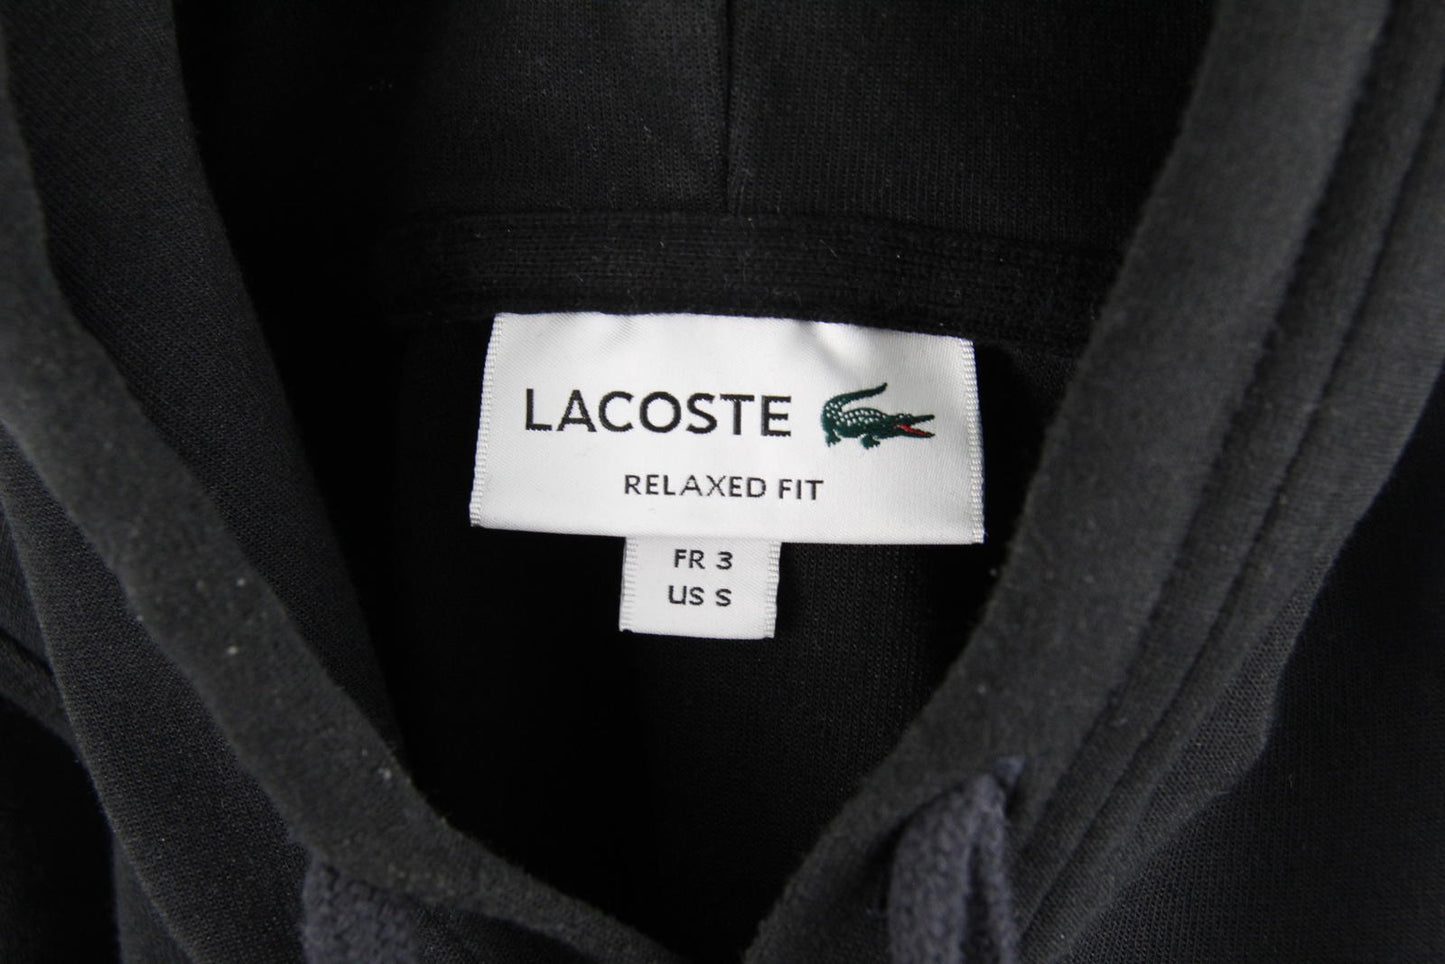 LACOSTE
RELAXED FIT
FR 3
US S